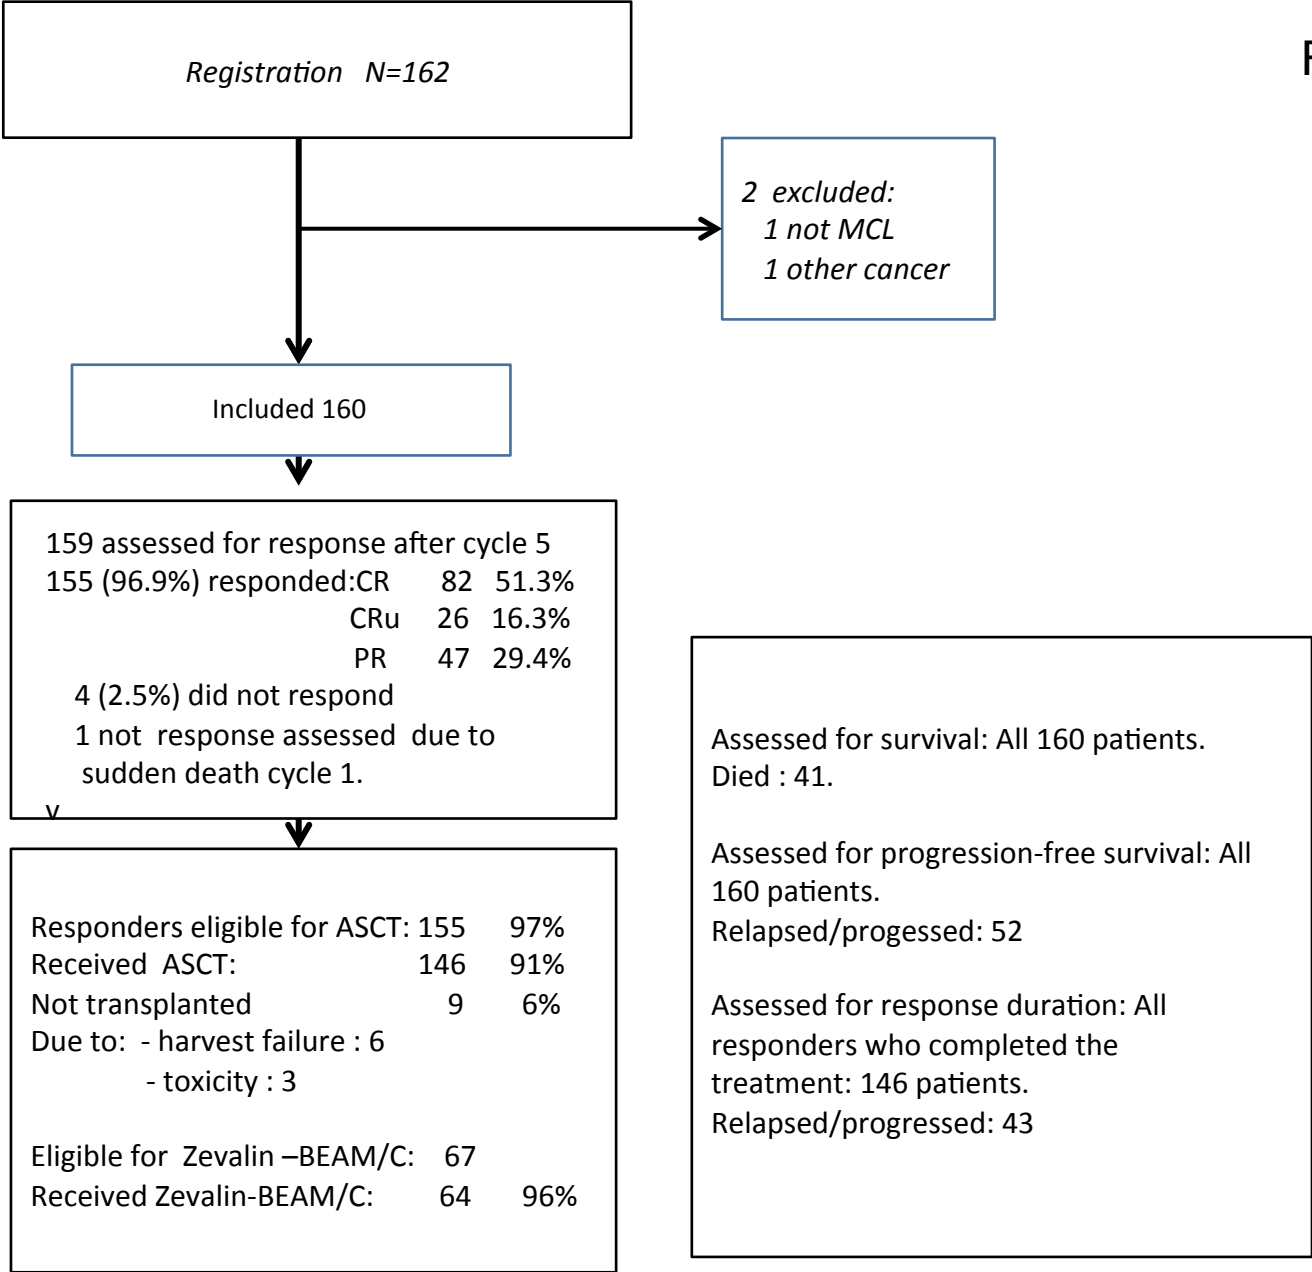 F
Registration N=162
2 excluded:
1 not MCL
1 other cancer
Included 160
159 assessed for response after cycle 5
155 (96.9%) responded:CR 82 51.3%
CRu 26 16.3%
PR 47 29.4%
4 (2.5%) did not respond
1 not response assessed due to
sudden death cycle 1.
v
Responders eligible for ASCT: 155 97%
Received ASCT: 146 91%
Not transplanted 9 6%
Due to: - harvest failure : 6
- toxicity : 3
Eligible for Zevalin –BEAM/C: 67
Received Zevalin-BEAM/C: 64 96%
Assessed for survival: All 160 patients.
Died : 41.
Assessed for progression-free survival: All
160 patients.
Relapsed/progessed: 52
Assessed for response duration: All
responders who completed the
treatment: 146 patients.
Relapsed/progressed: 43